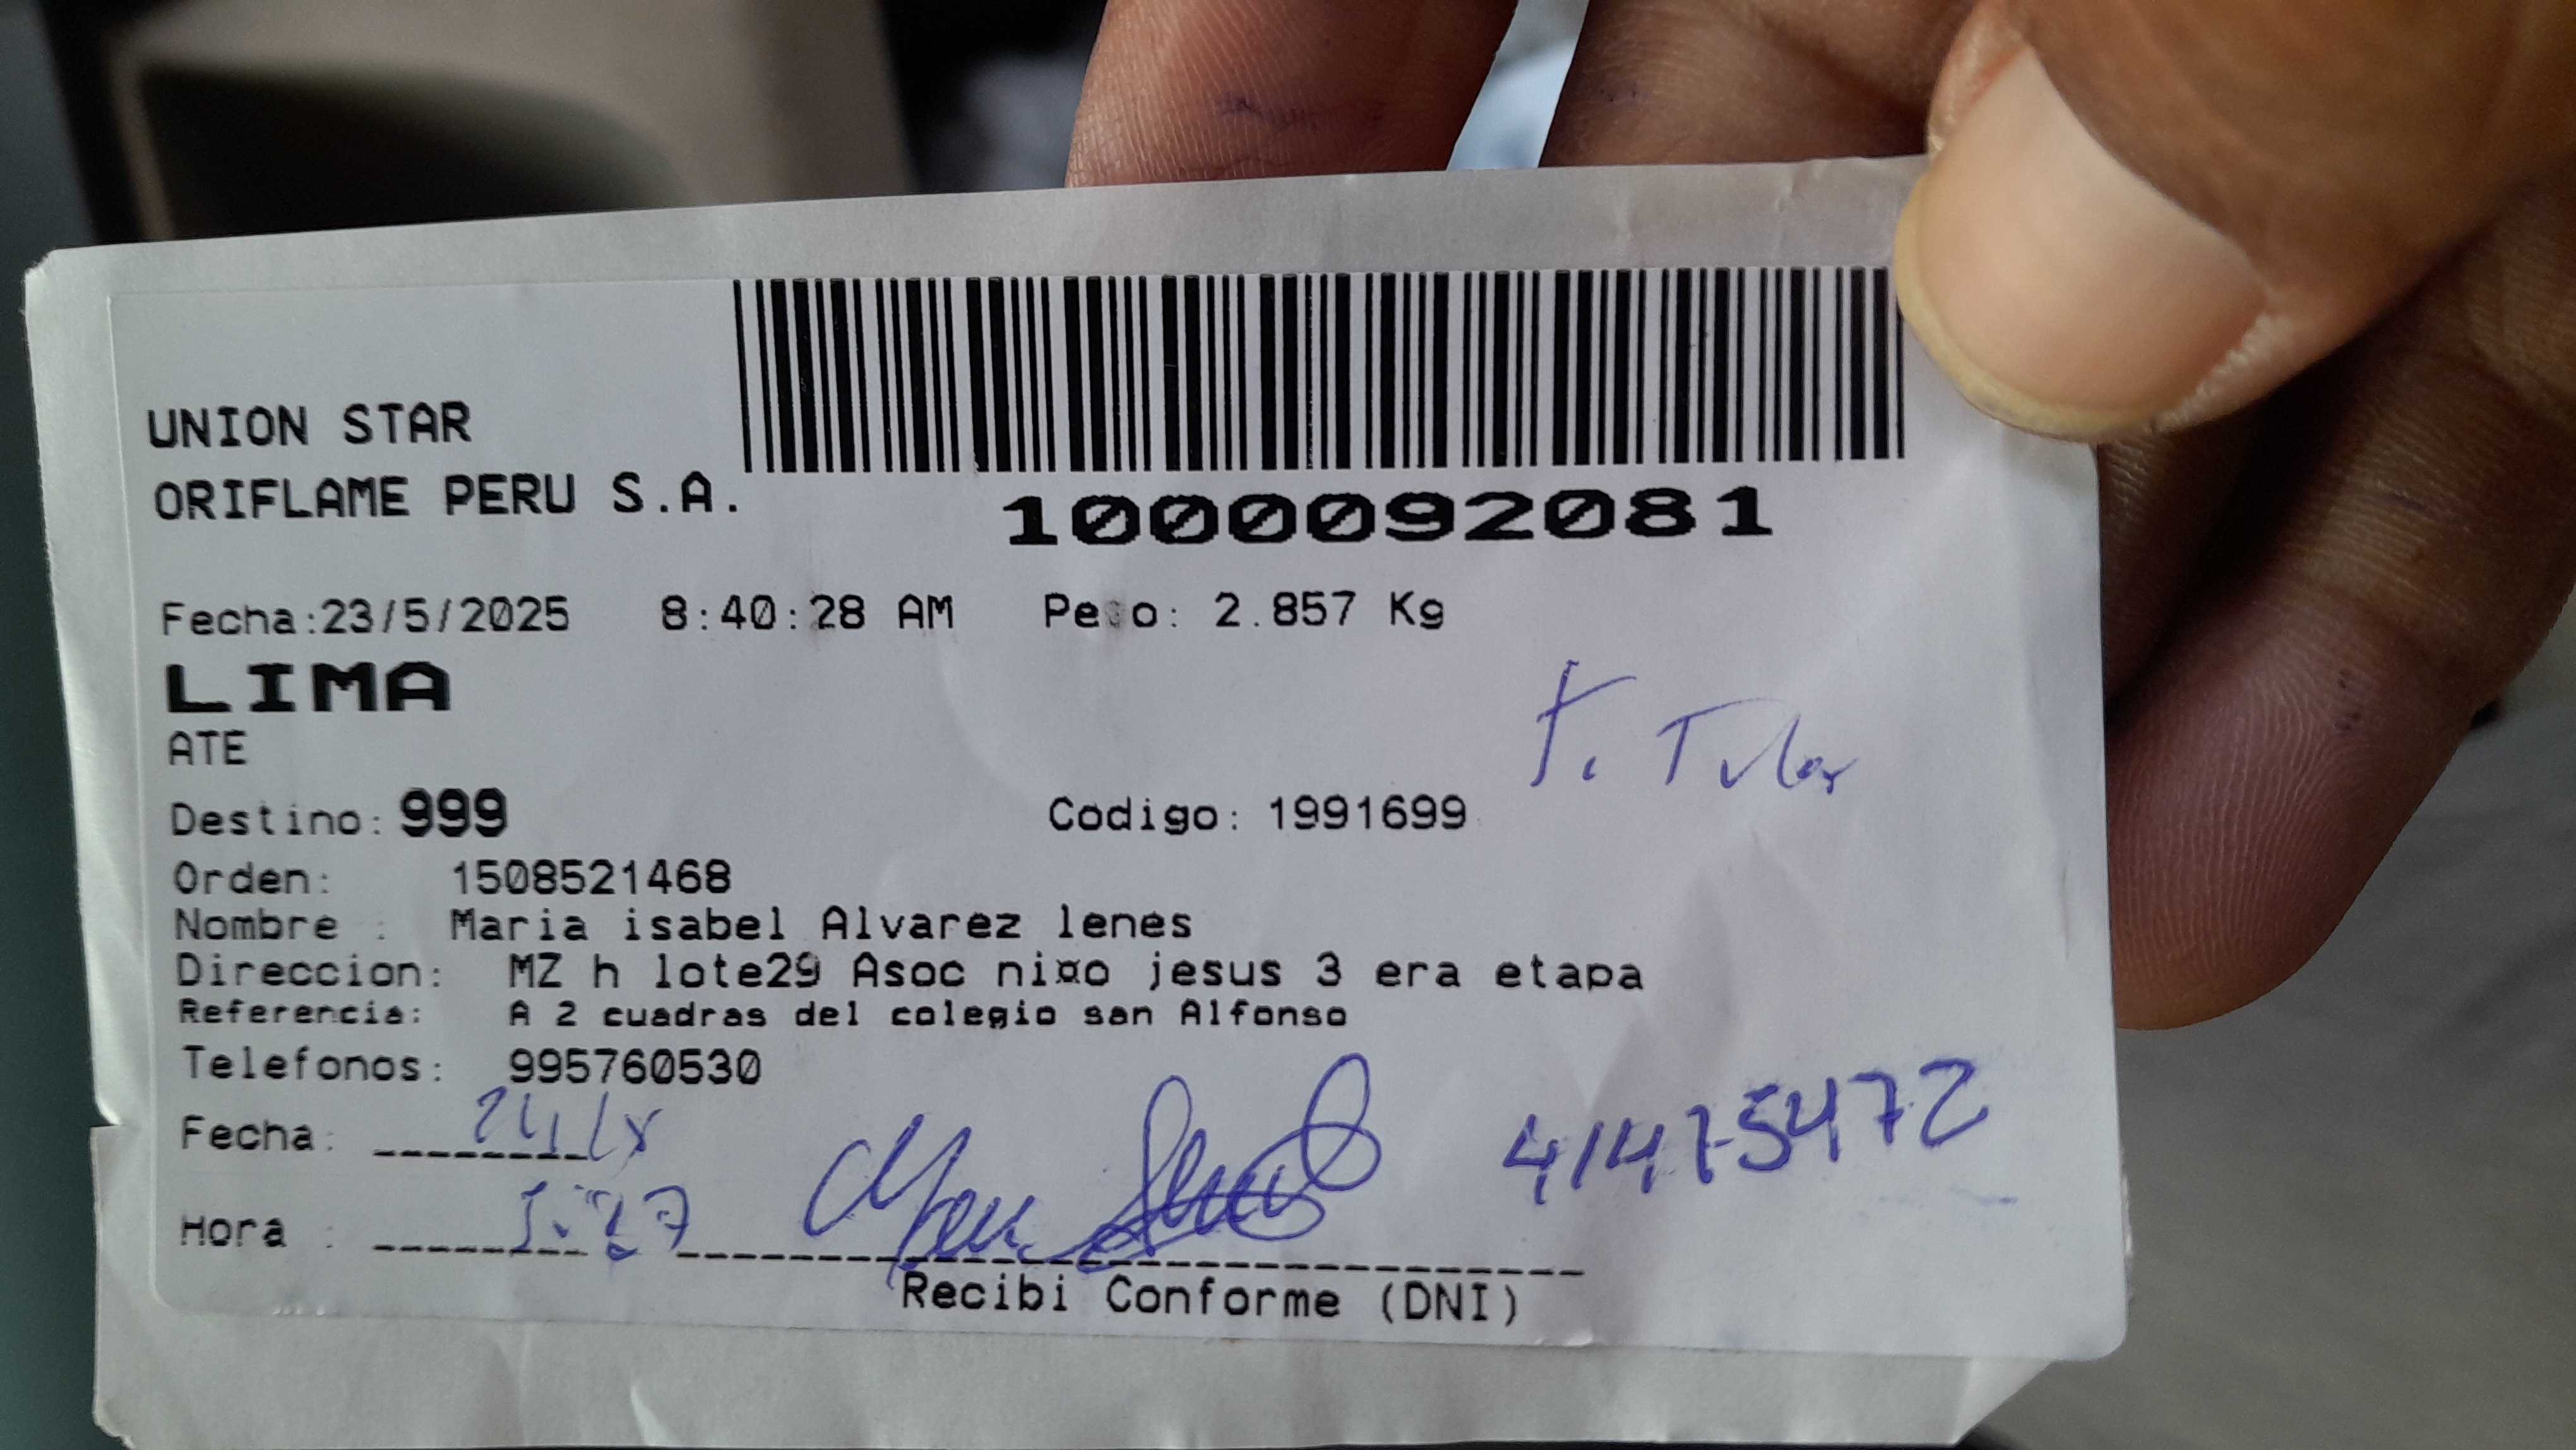 UNION STAR
ORIFLAME PERU S.A.
1000092081
Fecha:23/5/2025 8:40:28 AM Peso: 2.857 Kg
LIMA
ATE
Destino: 999 Codigo: 1991699
Orden: 1508521468
Nombre : Maria isabel Alvarez lenes
Direccion: MZ h lote29 Asoc ni¤o jesus 3 era etapa
Referencia: A 2 cuadras del colegio san Alfonso
Telefonos: 995760530
Fecha:
41475472
Hora :
Recibi Conforme (DNI)